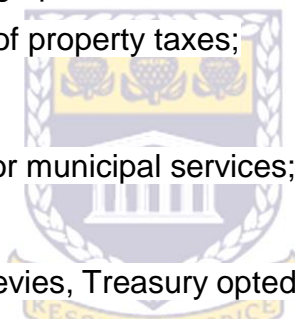 of property taxes;
or municipal services;
evies, Treasury opted